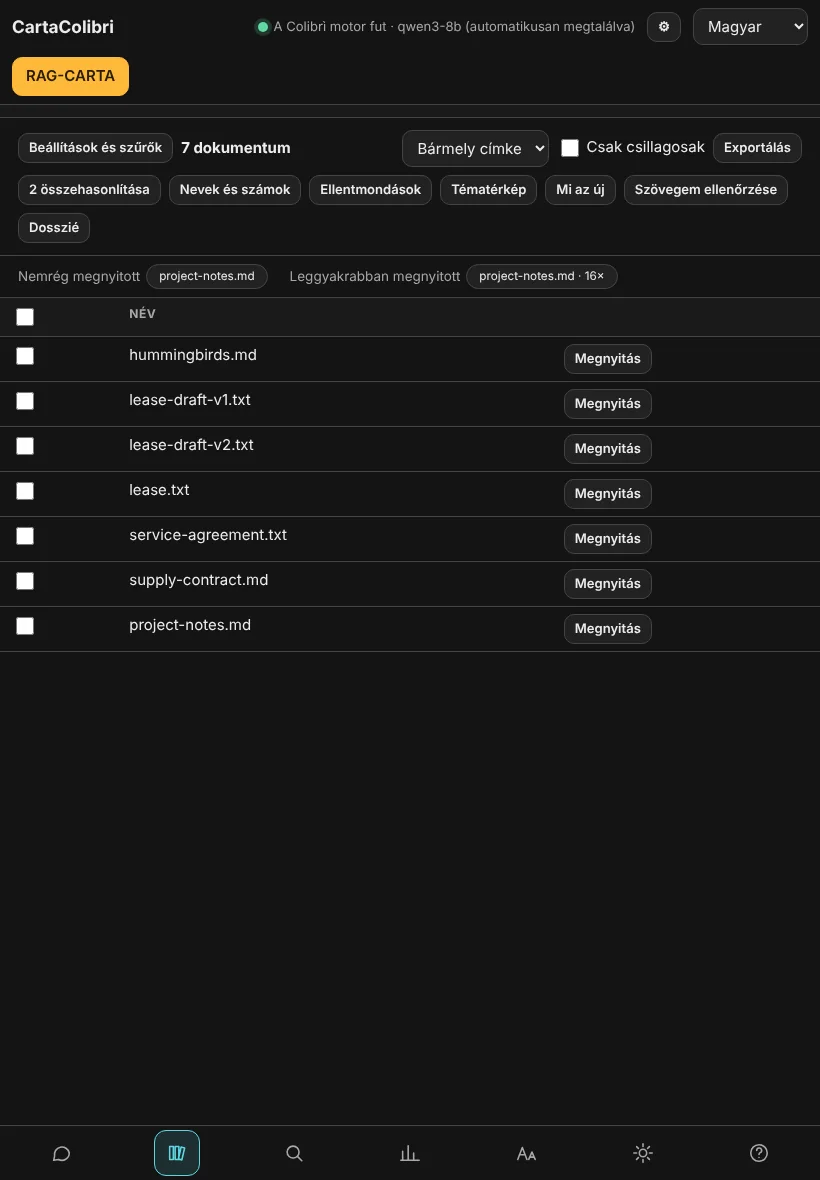 CartaColibri
A Colibrì motor fut · qwen3-8b (automatikusan megtalálva)
Magyar
RAG-CARTA
Beállítások és szűrők 7 dokumentum Bármely címke Csak csillagosak Exportálás
2 összehasonlítása Nevek és számok Ellentmondások Tématérkép Mi az új Szövegem ellenőrzése
Dosszié
Nemrég megnyitott project-notes.md Leggyakrabban megnyitott project-notes.md · 16×
NÉV
hummingbirds.md Megnyitás
lease-draft-v1.txt Megnyitás
lease-draft-v2.txt Megnyitás
lease.txt Megnyitás
service-agreement.txt Megnyitás
supply-contract.md Megnyitás
project-notes.md Megnyitás
AA